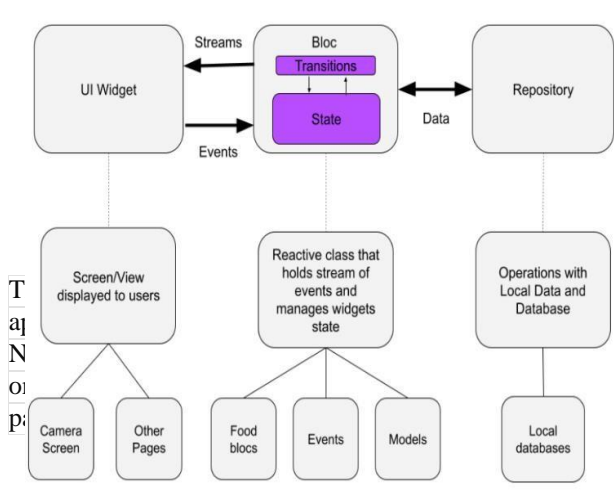 Streams
Bloc
Transitions
UI Widget
State
Repository
Data
Events
Screen/View
displayed to users
Reactive class that
holds stream of
events and
manages widgets
state
Operations with
Local Data and
Database
Camera
Screen
Other
Pages
Food
blocs
Events
Models
Local
databases